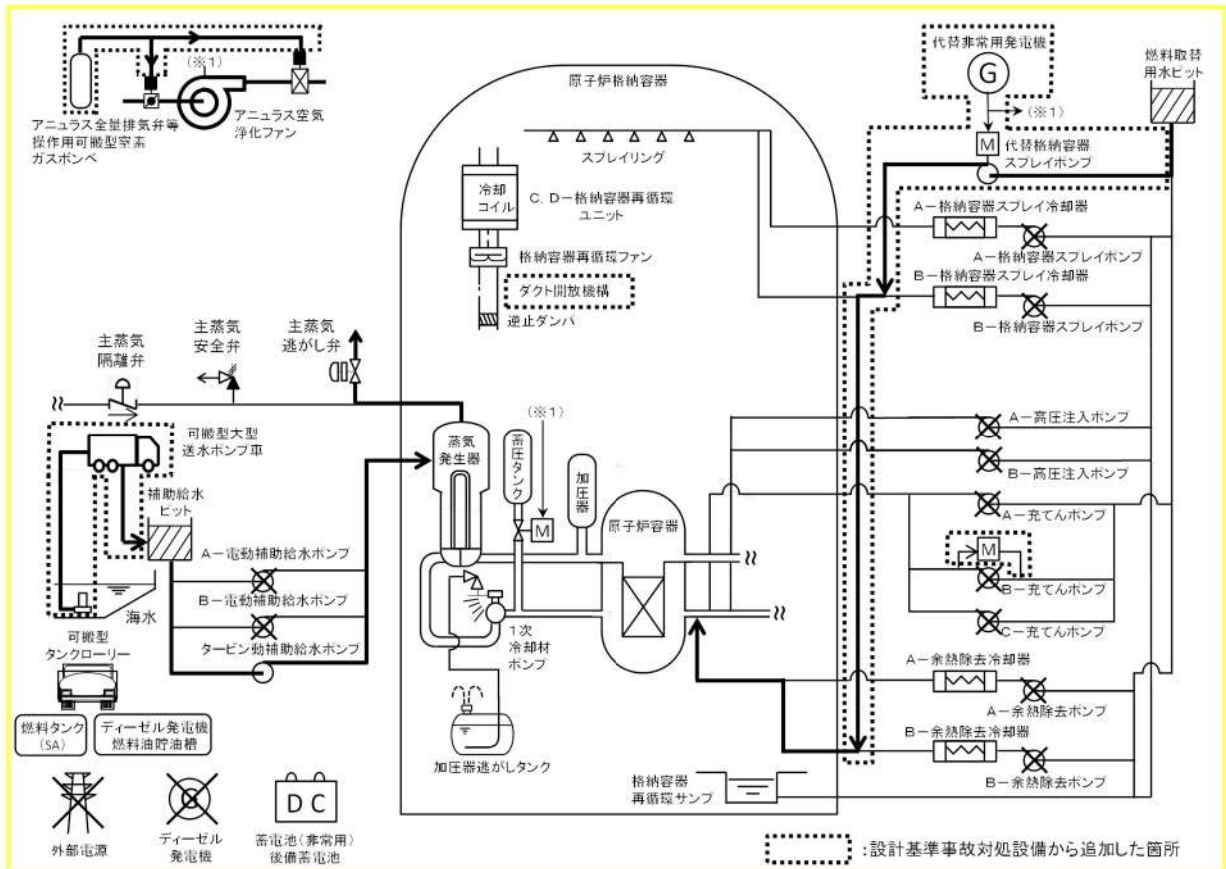 (※1)
アニュラス全量排気弁等
操作用可搬型窒素
ガスボンベ
アニュラス空気
浄化ファン
原子炉格納容器
スプレイリング
冷却
コイル
C, D-格納容器再循環
ユニット
格納容器再循環ファン
ダクト開放機構
逆止ダンパ
代替非常用発電機
G
(※1)
M
代替格納容器
スプレイポンプ
燃料取替
用水ピット
A-格納容器スプレイ冷却器
A-格納容器スプレイポンプ
B-格納容器スプレイ冷却器
B-格納容器スプレイポンプ
主蒸気
隔離弁
主蒸気
安全弁
主蒸気
逃がし弁
可搬型大型
送水ポンプ車
補助給水
ピット
A-電動補助給水ポンプ
B-電動補助給水ポンプ
タービン動補助給水ポンプ
海水
可搬型
タンクローリー
燃料タンク
(SA)
ディーゼル発電機
燃料油貯油槽
蒸気
発生器
(※1)
蓄圧タンク
M
加圧器
原子炉容器
1次
冷却材
ポンプ
加圧器逃がしタンク
A-高圧注入ポンプ
B-高圧注入ポンプ
A-充てんポンプ
M
B-充てんポンプ
C-充てんポンプ
A-余熱除去冷却器
A-余熱除去ポンプ
B-余熱除去冷却器
B-余熱除去ポンプ
格納容器
再循環サンプ
外部電源
ディーゼル
発電機
DC
蓄電池(非常用)
後備蓄電池
:設計基準事故対処設備から追加した箇所